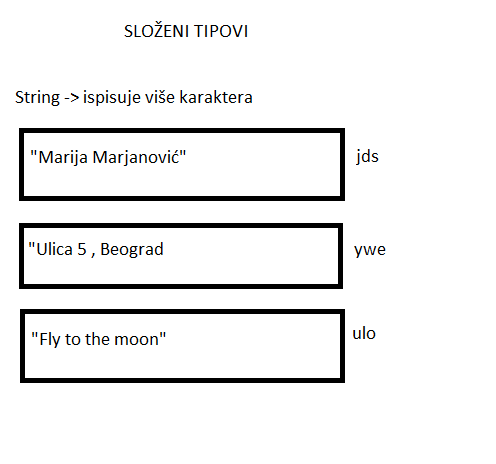 SLOŽENI TIPOVI
String -> ispisuje više karaktera
"Marija Marjanović" jds
"Ulica 5 , Beograd ywe
"Fly to the moon" ulo